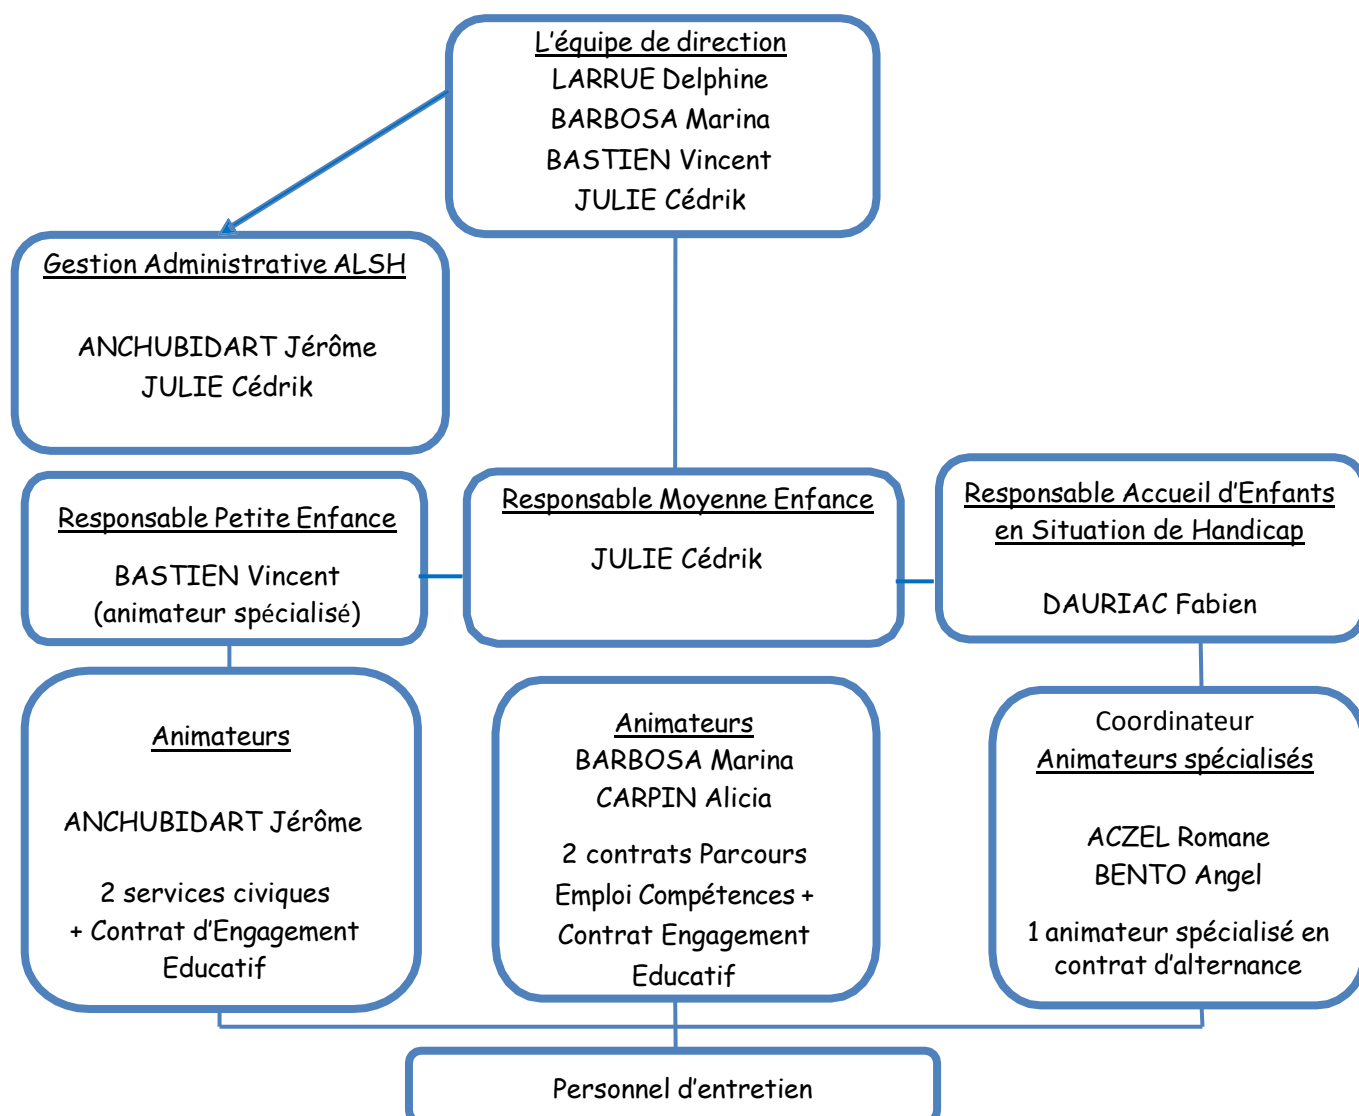 L'équipe de direction
LARRUE Delphine
BARBOSA Marina
BASTIEN Vincent
JULIE Cédrik
Gestion Administrative ALSH
ANCHUBIDART Jérôme
JULIE Cédrik
Responsable Petite Enfance
BASTIEN Vincent
(animateur spécialisé)
Responsable Moyenne Enfance
JULIE Cédrik
Responsable Accueil d'Enfants
en Situation de Handicap
DAURIAC Fabien
Animateurs
ANCHUBIDART Jérôme
2 services civiques
+ Contrat d'Engagement
Educatif
Animateurs
BARBOSA Marina
CARPIN Alicia
2 contrats Parcours
Emploi Compétences +
Contrat Engagement
Educatif
Coordinateur
Animateurs spécialisés
ACZEL Romane
BENTO Angel
1 animateur spécialisé en
contrat d'alternance
Personnel d'entretien